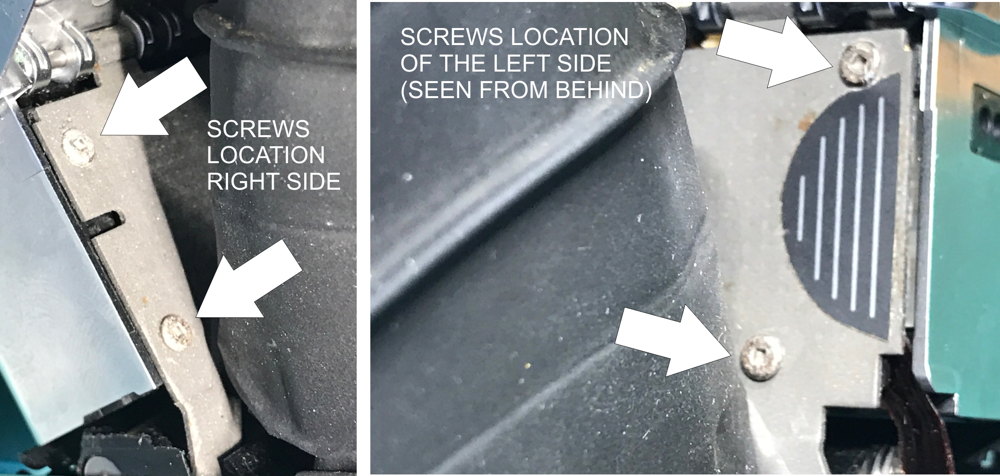 SCREWS
LOCATION
RIGHT SIDE
SCREWS LOCATION
OF THE LEFT SIDE
(SEEN FROM BEHIND)